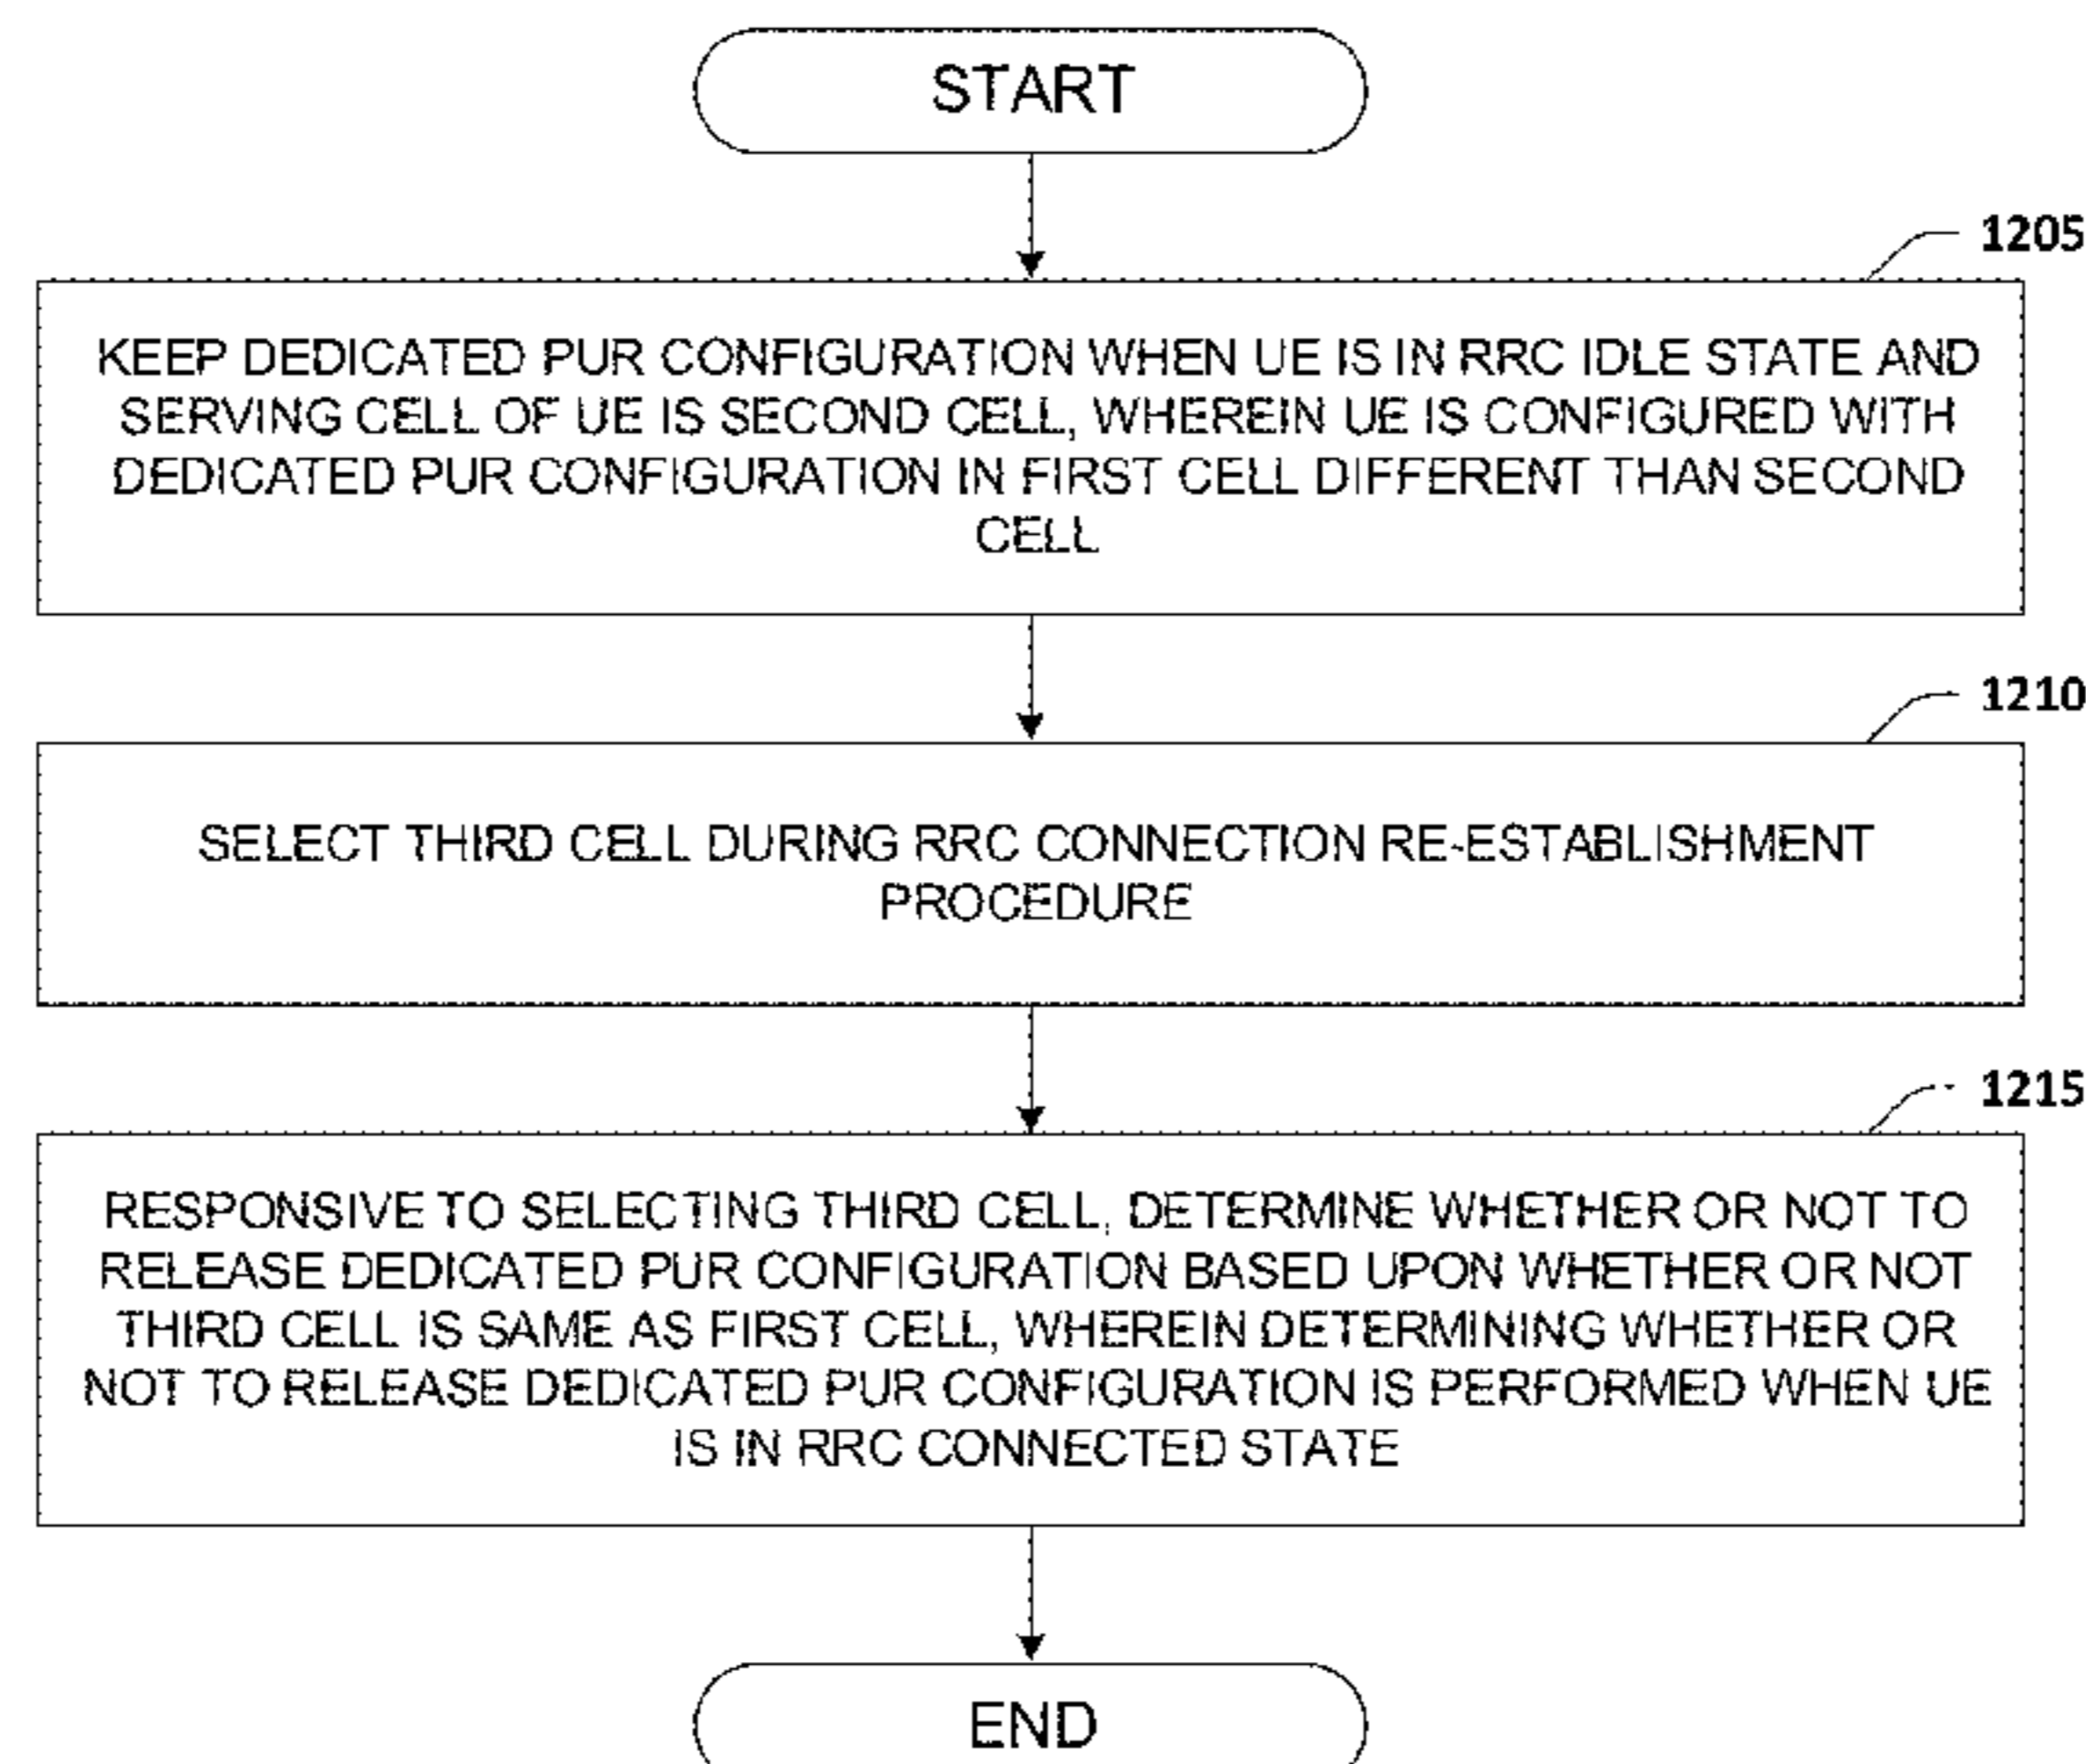 START
1205
KEEP DEDICATED PUR CONFIGURATION WHEN UE IS IN RRC IDLE STATE AND
SERVING CELL OF UE IS SECOND CELL, WHEREIN UE IS CONFIGURED WITH
DEDICATED PUR CONFIGURATION IN FIRST CELL DIFFERENT THAN SECOND
CELL
1210
SELECT THIRD CELL DURING RRC CONNECTION RE-ESTABLISHMENT
PROCEDURE
1215
RESPONSIVE TO SELECTING THIRD CELL, DETERMINE WHETHER OR NOT TO
RELEASE DEDICATED PUR CONFIGURATION BASED UPON WHETHER OR NOT
THIRD CELL IS SAME AS FIRST CELL, WHEREIN DETERMINING WHETHER OR
NOT TO RELEASE DEDICATED PUR CONFIGURATION IS PERFORMED WHEN UE
IS IN RRC CONNECTED STATE
END